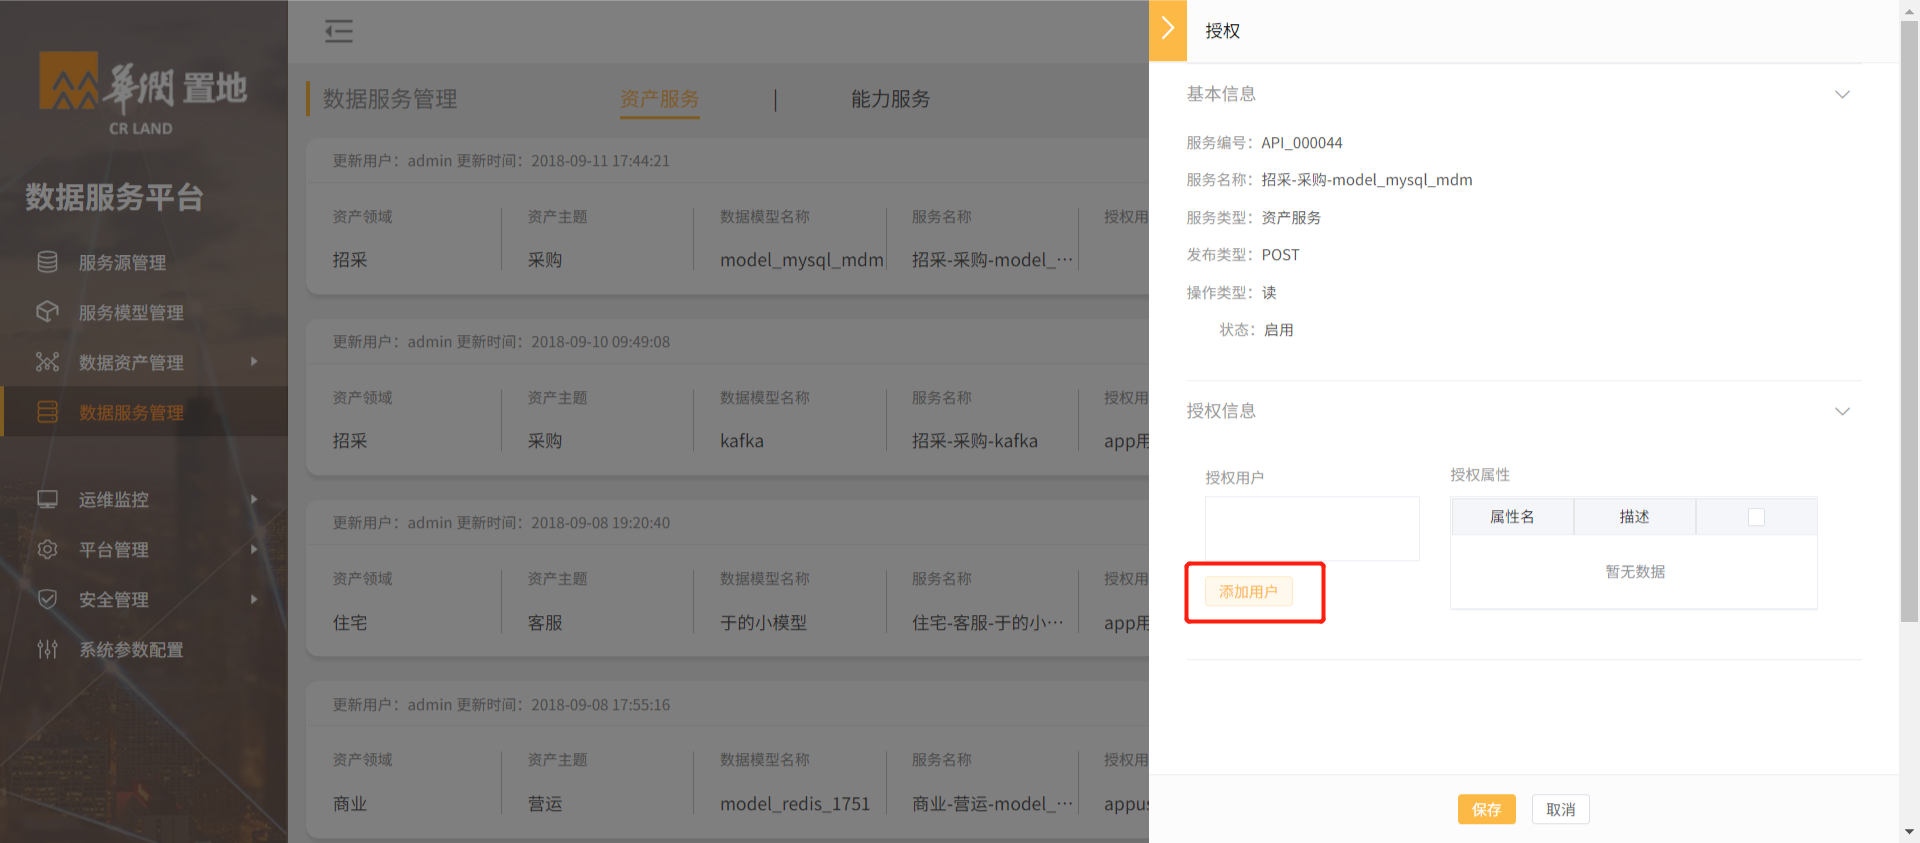 華潤 置地
CR LAND
数据服务平台
服务源管理
服务模型管理
数据资产管理
数据服务管理
运维监控
平台管理
安全管理
系统参数配置
数据服务管理 资产服务 | 能力服务
更新用户：admin 更新时间：2018-09-11 17:44:21
资产领域 资产主题 数据模型名称 服务名称 授权用
招采 采购 model_mysql_mdm 招采-采购-model_···
更新用户：admin 更新时间：2018-09-10 09:49:08
资产领域 资产主题 数据模型名称 服务名称 授权用
招采 采购 kafka 招采-采购-kafka app用
更新用户：admin 更新时间：2018-09-08 19:20:40
资产领域 资产主题 数据模型名称 服务名称 授权用
住宅 客服 于的小模型 住宅-客服-于的小··· app用
更新用户：admin 更新时间：2018-09-08 17:55:16
资产领域 资产主题 数据模型名称 服务名称 授权用
商业 营运 model_redis_1751 商业-营运-model_··· appus
授权
基本信息
服务编号：API_000044
服务名称：招采-采购-model_mysql_mdm
服务类型：资产服务
发布类型：POST
操作类型：读
状态：启用
授权信息
授权用户
添加用户
授权属性
属性名 描述
暂无数据
保存 取消